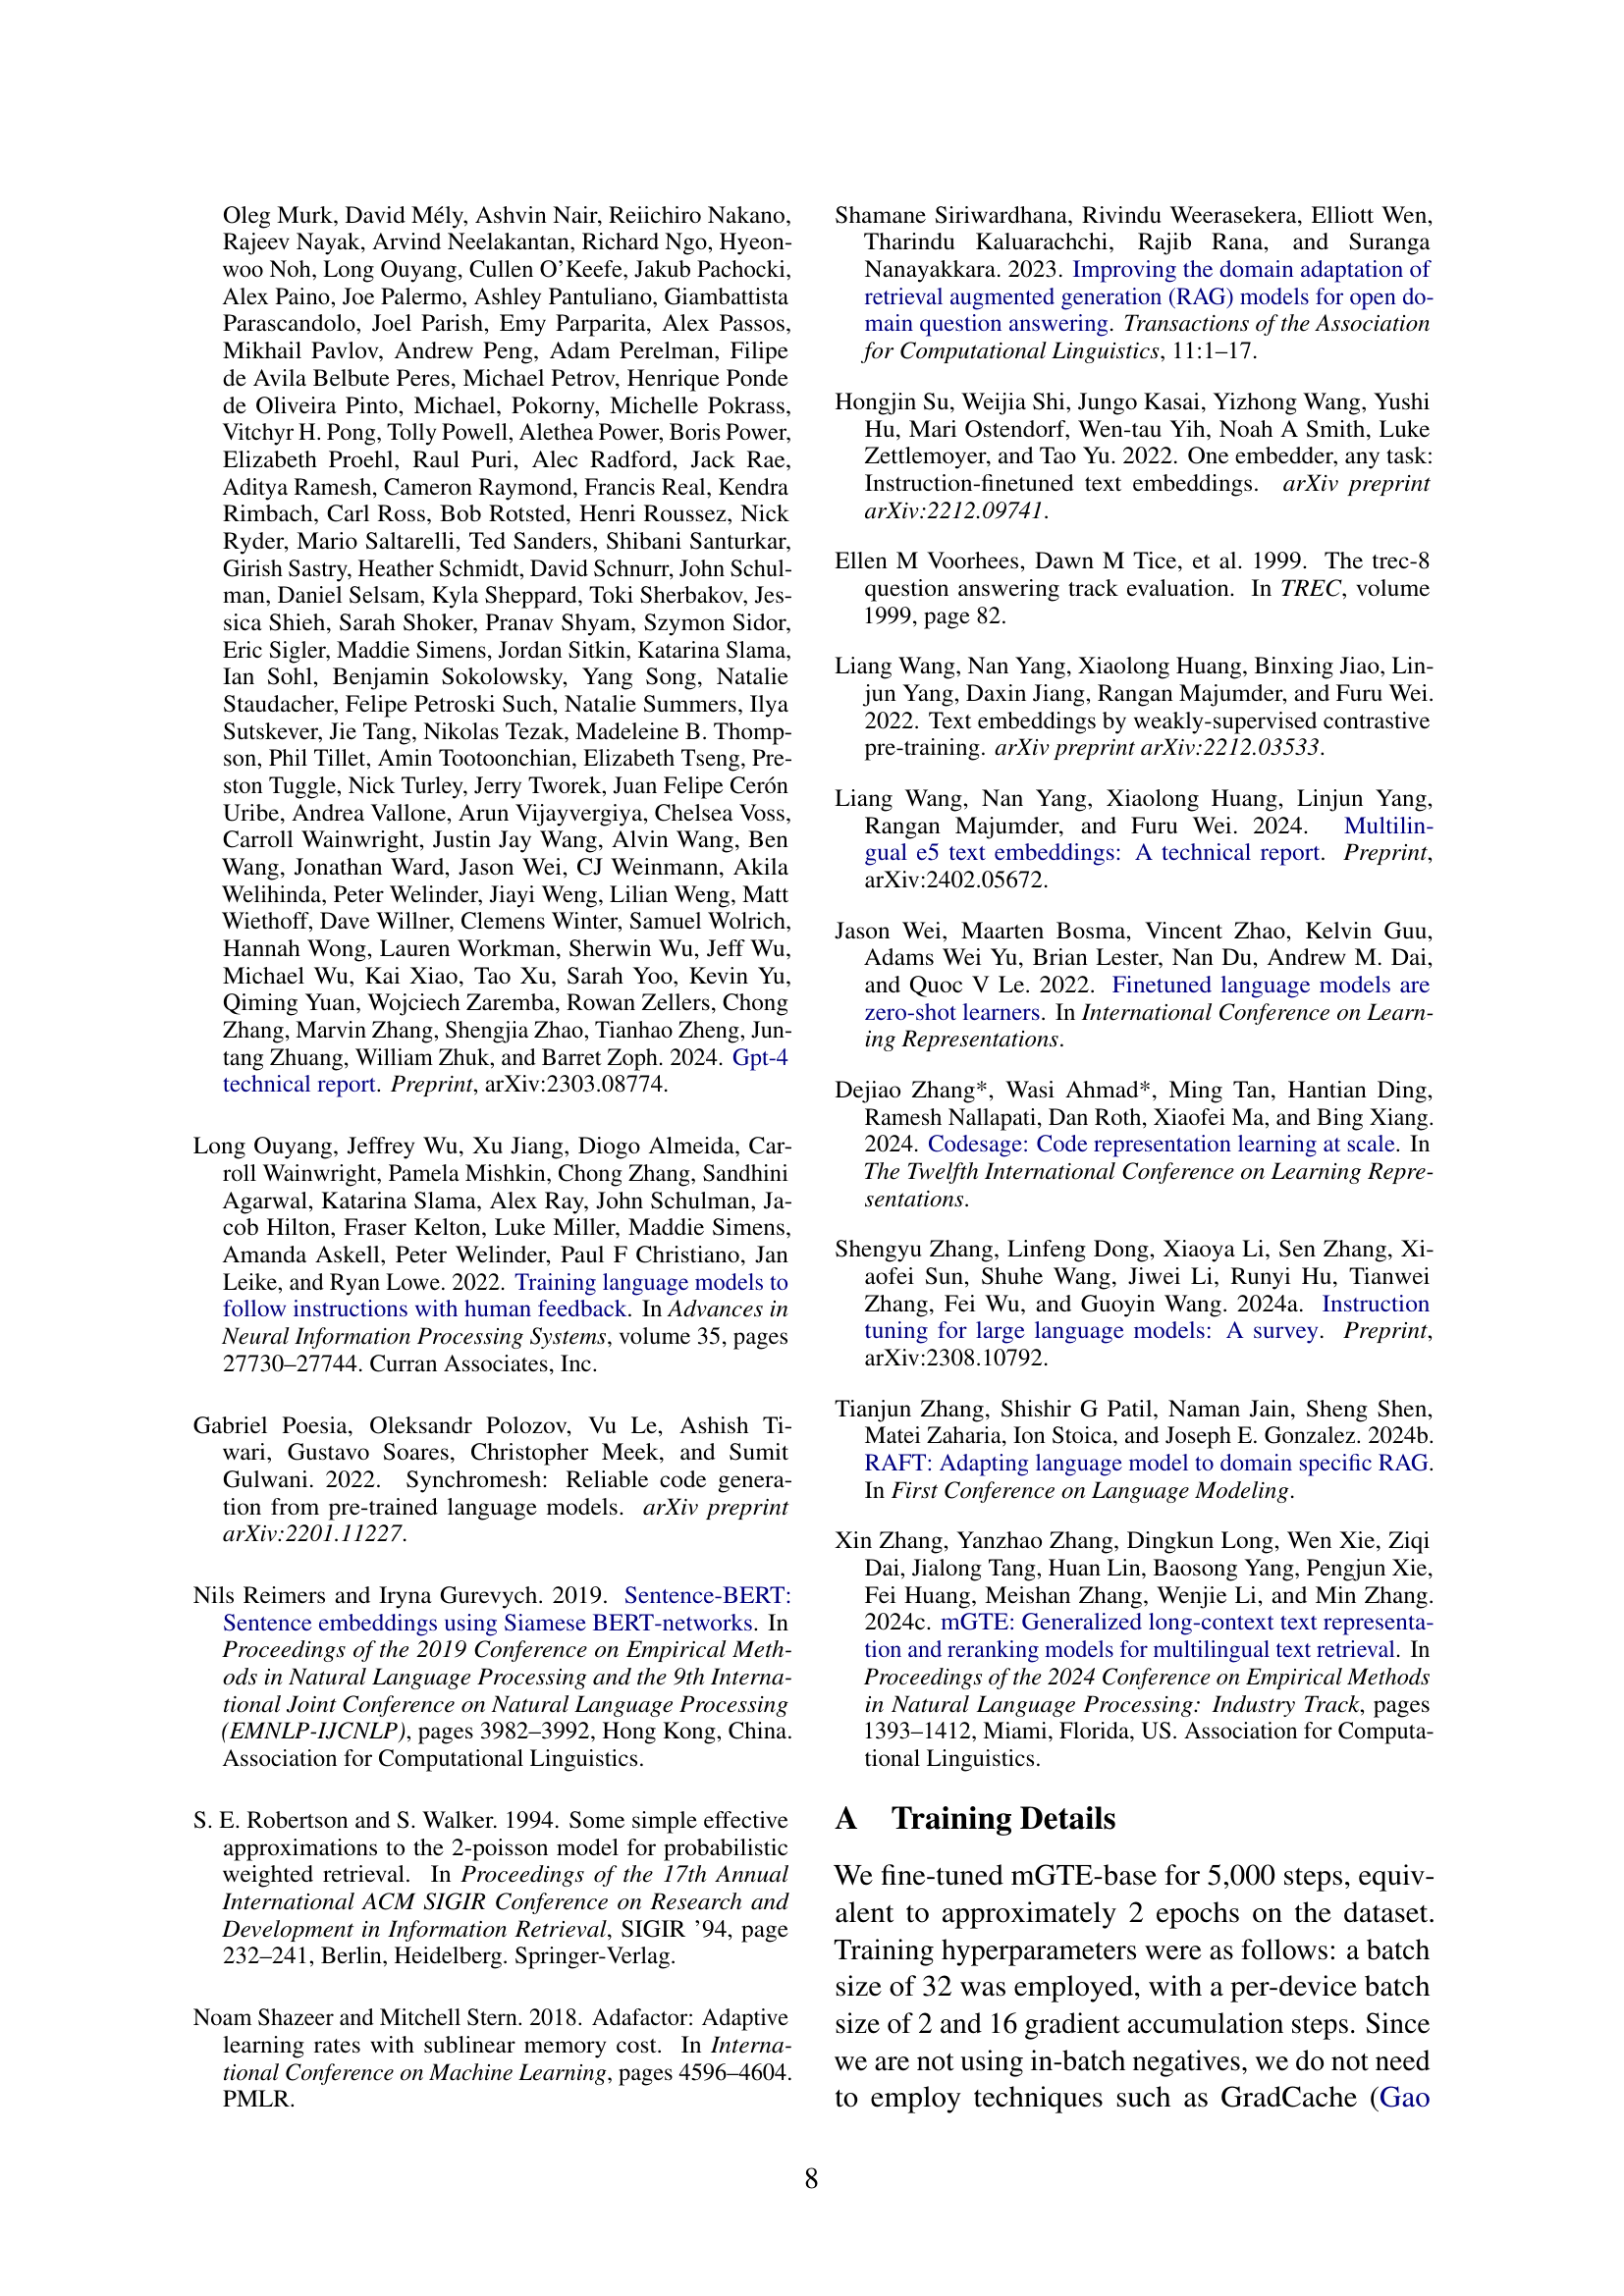 Oleg Murk, David Mély, Ashvin Nair, Reiichiro Nakano,
Rajeev Nayak, Arvind Neelakantan, Richard Ngo, Hyeon-
woo Noh, Long Ouyang, Cullen O'Keefe, Jakub Pachocki,
Alex Paino, Joe Palermo, Ashley Pantuliano, Giambattista
Parascandolo, Joel Parish, Emy Parparita, Alex Passos,
Mikhail Pavlov, Andrew Peng, Adam Perelman, Filipe
de Avila Belbute Peres, Michael Petrov, Henrique Ponde
de Oliveira Pinto, Michael, Pokorny, Michelle Pokrass,
Vitchyr H. Pong, Tolly Powell, Alethea Power, Boris Power,
Elizabeth Proehl, Raul Puri, Alec Radford, Jack Rae,
Aditya Ramesh, Cameron Raymond, Francis Real, Kendra
Rimbach, Carl Ross, Bob Rotsted, Henri Roussez, Nick
Ryder, Mario Saltarelli, Ted Sanders, Shibani Santurkar,
Girish Sastry, Heather Schmidt, David Schnurr, John Schul-
man, Daniel Selsam, Kyla Sheppard, Toki Sherbakov, Jes-
sica Shieh, Sarah Shoker, Pranav Shyam, Szymon Sidor,
Eric Sigler, Maddie Simens, Jordan Sitkin, Katarina Slama,
Ian Sohl, Benjamin Sokolowsky, Yang Song, Natalie
Staudacher, Felipe Petroski Such, Natalie Summers, Ilya
Sutskever, Jie Tang, Nikolas Tezak, Madeleine B. Thomp-
son, Phil Tillet, Amin Tootoonchian, Elizabeth Tseng, Pre-
ston Tuggle, Nick Turley, Jerry Tworek, Juan Felipe Cerón
Uribe, Andrea Vallone, Arun Vijayvergiya, Chelsea Voss,
Carroll Wainwright, Justin Jay Wang, Alvin Wang, Ben
Wang, Jonathan Ward, Jason Wei, CJ Weinmann, Akila
Welihinda, Peter Welinder, Jiayi Weng, Lilian Weng, Matt
Wiethoff, Dave Willner, Clemens Winter, Samuel Wolrich,
Hannah Wong, Lauren Workman, Sherwin Wu, Jeff Wu,
Michael Wu, Kai Xiao, Tao Xu, Sarah Yoo, Kevin Yu,
Qiming Yuan, Wojciech Zaremba, Rowan Zellers, Chong
Zhang, Marvin Zhang, Shengjia Zhao, Tianhao Zheng, Jun-
tang Zhuang, William Zhuk, and Barret Zoph. 2024. Gpt-4
technical report. Preprint, arXiv:2303.08774.
Long Ouyang, Jeffrey Wu, Xu Jiang, Diogo Almeida, Car-
roll Wainwright, Pamela Mishkin, Chong Zhang, Sandhini
Agarwal, Katarina Slama, Alex Ray, John Schulman, Ja-
cob Hilton, Fraser Kelton, Luke Miller, Maddie Simens,
Amanda Askell, Peter Welinder, Paul F Christiano, Jan
Leike, and Ryan Lowe. 2022. Training language models to
follow instructions with human feedback. In Advances in
Neural Information Processing Systems, volume 35, pages
27730–27744. Curran Associates, Inc.
Gabriel Poesia, Oleksandr Polozov, Vu Le, Ashish Ti-
wari, Gustavo Soares, Christopher Meek, and Sumit
Gulwani. 2022. Synchromesh: Reliable code genera-
tion from pre-trained language models. arXiv preprint
arXiv:2201.11227.
Nils Reimers and Iryna Gurevych. 2019. Sentence-BERT:
Sentence embeddings using Siamese BERT-networks. In
Proceedings of the 2019 Conference on Empirical Meth-
ods in Natural Language Processing and the 9th Interna-
tional Joint Conference on Natural Language Processing
(EMNLP-IJCNLP), pages 3982–3992, Hong Kong, China.
Association for Computational Linguistics.
S. E. Robertson and S. Walker. 1994. Some simple effective
approximations to the 2-poisson model for probabilistic
weighted retrieval. In Proceedings of the 17th Annual
International ACM SIGIR Conference on Research and
Development in Information Retrieval, SIGIR '94, page
232–241, Berlin, Heidelberg. Springer-Verlag.
Noam Shazeer and Mitchell Stern. 2018. Adafactor: Adaptive
learning rates with sublinear memory cost. In Interna-
tional Conference on Machine Learning, pages 4596–4604.
PMLR.
Shamane Siriwardhana, Rivindu Weerasekera, Elliott Wen,
Tharindu Kaluarachchi, Rajib Rana, and Suranga
Nanayakkara. 2023. Improving the domain adaptation of
retrieval augmented generation (RAG) models for open do-
main question answering. Transactions of the Association
for Computational Linguistics, 11:1–17.
Hongjin Su, Weijia Shi, Jungo Kasai, Yizhong Wang, Yushi
Hu, Mari Ostendorf, Wen-tau Yih, Noah A Smith, Luke
Zettlemoyer, and Tao Yu. 2022. One embedder, any task:
Instruction-finetuned text embeddings. arXiv preprint
arXiv:2212.09741.
Ellen M Voorhees, Dawn M Tice, et al. 1999. The trec-8
question answering track evaluation. In TREC, volume
1999, page 82.
Liang Wang, Nan Yang, Xiaolong Huang, Binxing Jiao, Lin-
jun Yang, Daxin Jiang, Rangan Majumder, and Furu Wei.
2022. Text embeddings by weakly-supervised contrastive
pre-training. arXiv preprint arXiv:2212.03533.
Liang Wang, Nan Yang, Xiaolong Huang, Linjun Yang,
Rangan Majumder, and Furu Wei. 2024. Multilin-
gual e5 text embeddings: A technical report. Preprint,
arXiv:2402.05672.
Jason Wei, Maarten Bosma, Vincent Zhao, Kelvin Guu,
Adams Wei Yu, Brian Lester, Nan Du, Andrew M. Dai,
and Quoc V Le. 2022. Finetuned language models are
zero-shot learners. In International Conference on Learn-
ing Representations.
Dejiao Zhang*, Wasi Ahmad*, Ming Tan, Hantian Ding,
Ramesh Nallapati, Dan Roth, Xiaofei Ma, and Bing Xiang.
2024. Codesage: Code representation learning at scale. In
The Twelfth International Conference on Learning Repre-
sentations.
Shengyu Zhang, Linfeng Dong, Xiaoya Li, Sen Zhang, Xi-
aofei Sun, Shuhe Wang, Jiwei Li, Runyi Hu, Tianwei
Zhang, Fei Wu, and Guoyin Wang. 2024a. Instruction
tuning for large language models: A survey. Preprint,
arXiv:2308.10792.
Tianjun Zhang, Shishir G Patil, Naman Jain, Sheng Shen,
Matei Zaharia, Ion Stoica, and Joseph E. Gonzalez. 2024b.
RAFT: Adapting language model to domain specific RAG.
In First Conference on Language Modeling.
Xin Zhang, Yanzhao Zhang, Dingkun Long, Wen Xie, Ziqi
Dai, Jialong Tang, Huan Lin, Baosong Yang, Pengjun Xie,
Fei Huang, Meishan Zhang, Wenjie Li, and Min Zhang.
2024c. mGTE: Generalized long-context text representa-
tion and reranking models for multilingual text retrieval. In
Proceedings of the 2024 Conference on Empirical Methods
in Natural Language Processing: Industry Track, pages
1393–1412, Miami, Florida, US. Association for Computa-
tional Linguistics.
A Training Details
We fine-tuned mGTE-base for 5,000 steps, equiv-
alent to approximately 2 epochs on the dataset.
Training hyperparameters were as follows: a batch
size of 32 was employed, with a per-device batch
size of 2 and 16 gradient accumulation steps. Since
we are not using in-batch negatives, we do not need
to employ techniques such as GradCache (Gao
8